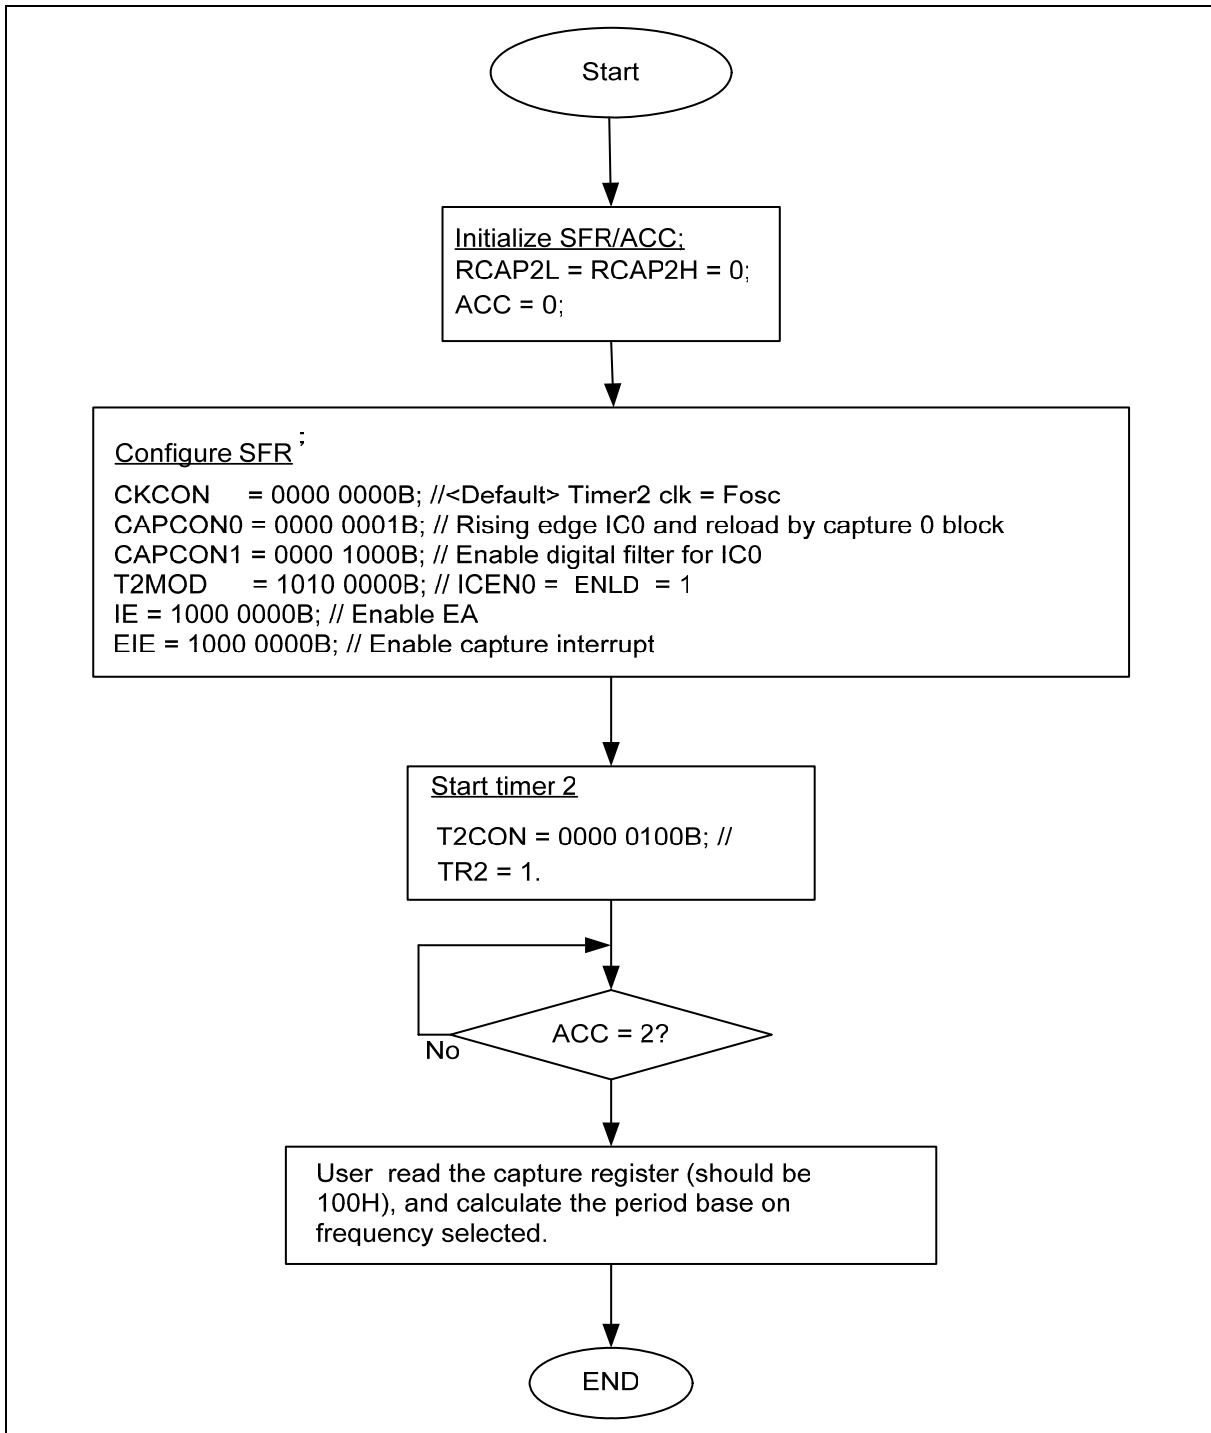 Start
Initialize SFR/ACC;
RCAP2L = RCAP2H = 0;
ACC = 0;
Configure SFR ;
CKCON = 0000 0000B; //<Default> Timer2 clk = Fosc
CAPCON0 = 0000 0001B; // Rising edge IC0 and reload by capture 0 block
CAPCON1 = 0000 1000B; // Enable digital filter for IC0
T2MOD = 1010 0000B; // ICEN0 = ENLD = 1
IE = 1000 0000B; // Enable EA
EIE = 1000 0000B; // Enable capture interrupt
Start timer 2
T2CON = 0000 0100B; //
TR2 = 1.
ACC = 2?
No
User read the capture register (should be
100H), and calculate the period base on
frequency selected.
END